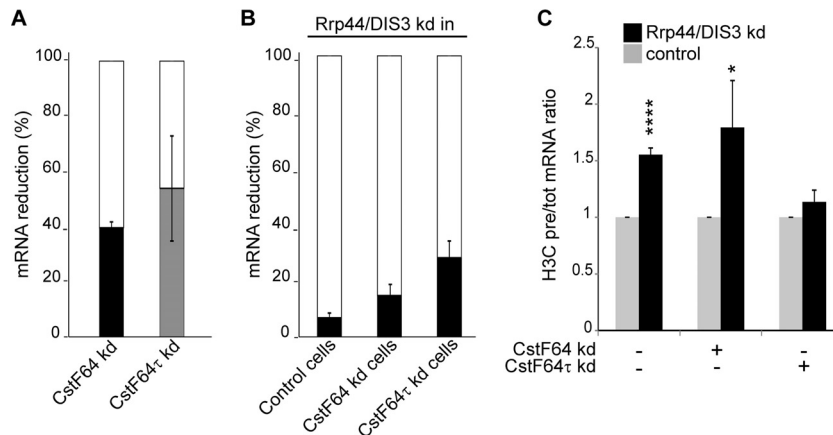 A
mRNA reduction (%)
100
80
60
40
20
0
CstF64 kd
CstF64τ kd
B
Rrp44/DIS3 kd in
mRNA reduction (%)
100
80
60
40
20
0
Control cells
CstF64 kd cells
CstF64τ kd cells
C
Rrp44/DIS3 kd
control
H3C pre/tot mRNA ratio
2.5
2
1.5
1
0.5
0
****
*
CstF64 kd - + -
CstF64τ kd - - +